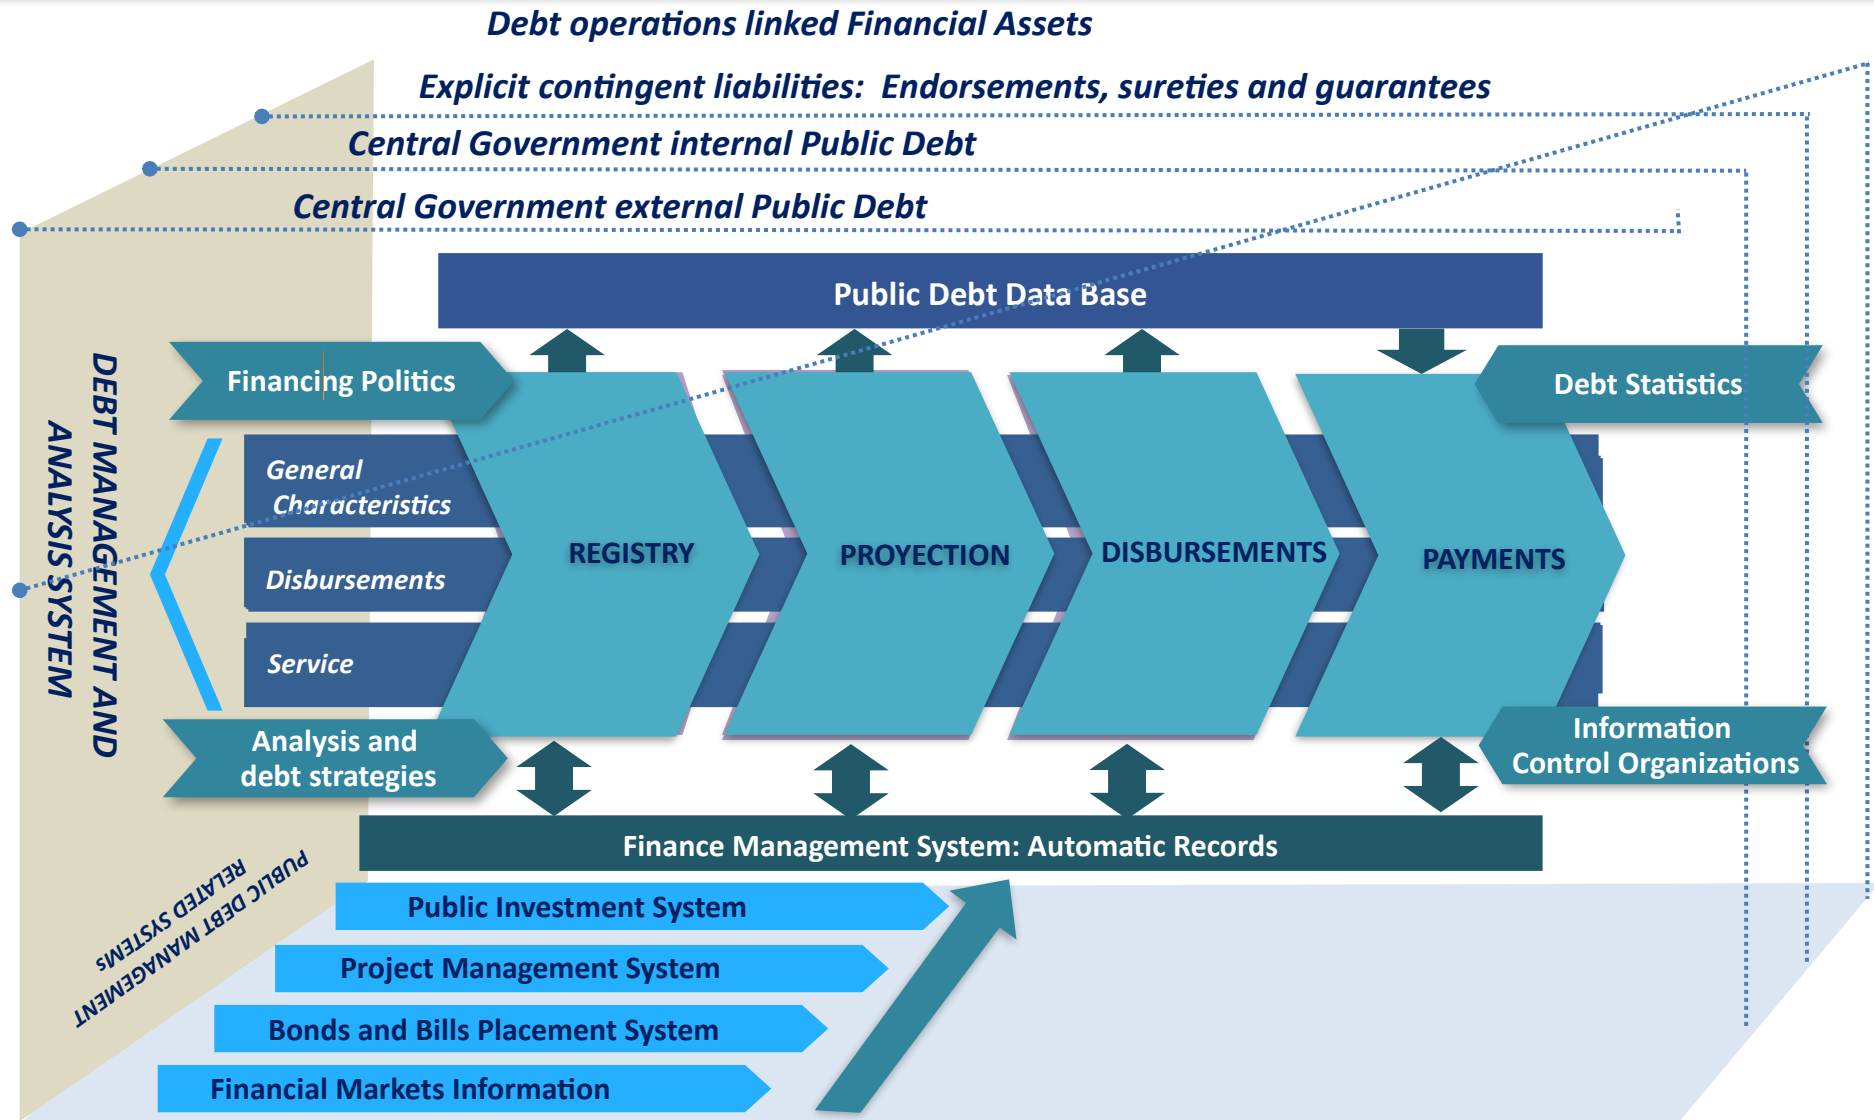 Debt operations linked Financial Assets
Explicit contingent liabilities: Endorsements, sureties and guarantees
Central Government internal Public Debt
Central Government external Public Debt
Public Debt Data Base
Financing Politics
Debt Statistics
DEBT MANAGEMENT AND
ANALYSIS SYSTEM
General
Characteristics
Disbursements
Service
REGISTRY
PROYECTION
DISBURSEMENTS
PAYMENTS
Analysis and
debt strategies
Information
Control Organizations
Finance Management System: Automatic Records
PUBLIC DEBT MANAGEMENT
RELATED SYSTEMs
Public Investment System
Project Management System
Bonds and Bills Placement System
Financial Markets Information